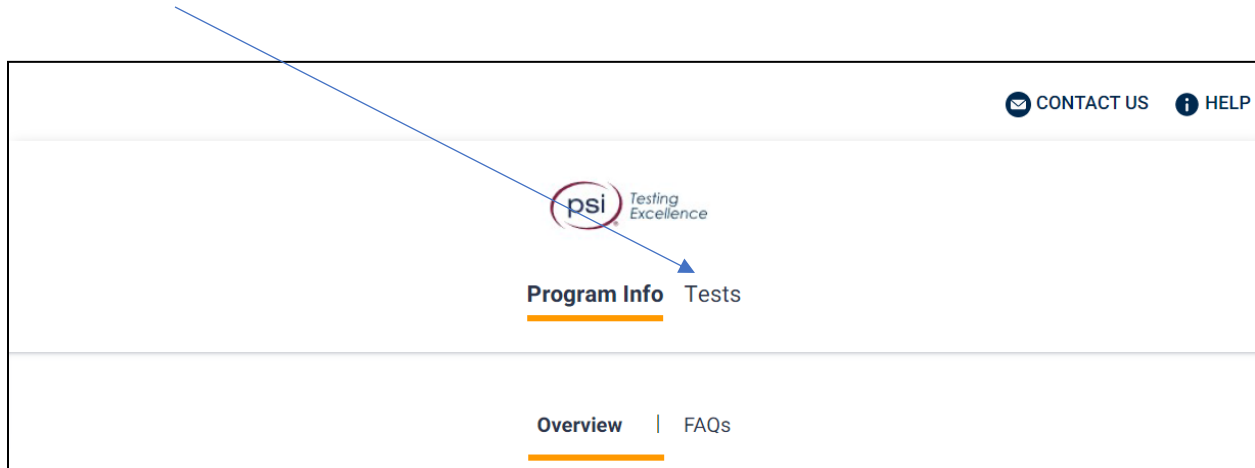 CONTACT US HELP
psi Testing
Excellence
Program Info Tests
Overview FAQs